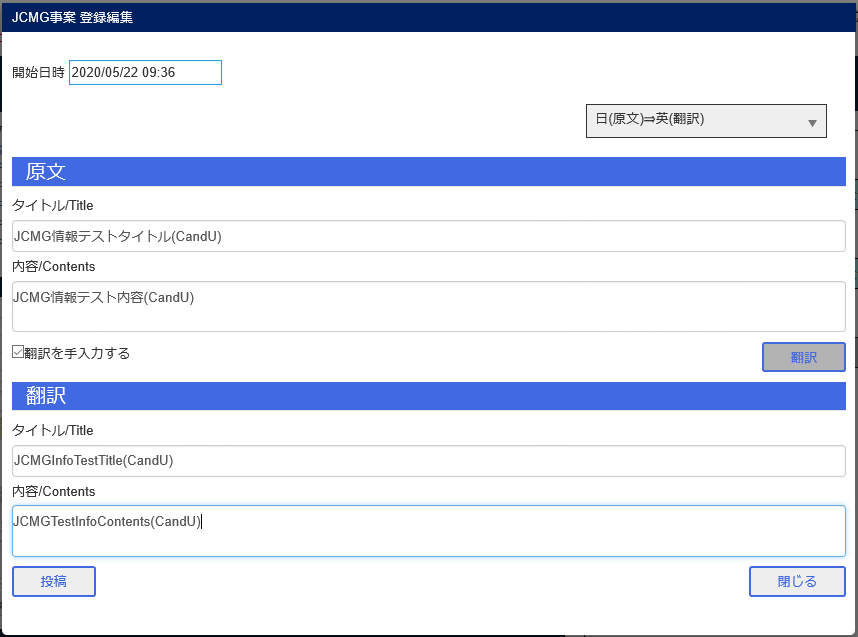 JCMG事案 登録編集
開始日時 2020/05/22 09:36
日(原文)⇒英(翻訳)
原文
タイトル/Title
JCMG情報テストタイトル(CandU)
内容/Contents
JCMG情報テスト内容(CandU)
翻訳を手入力する
翻訳
翻訳
タイトル/Title
JCMGInfoTestTitle(CandU)
内容/Contents
JCMGTestInfoContents(CandU)
投稿
閉じる